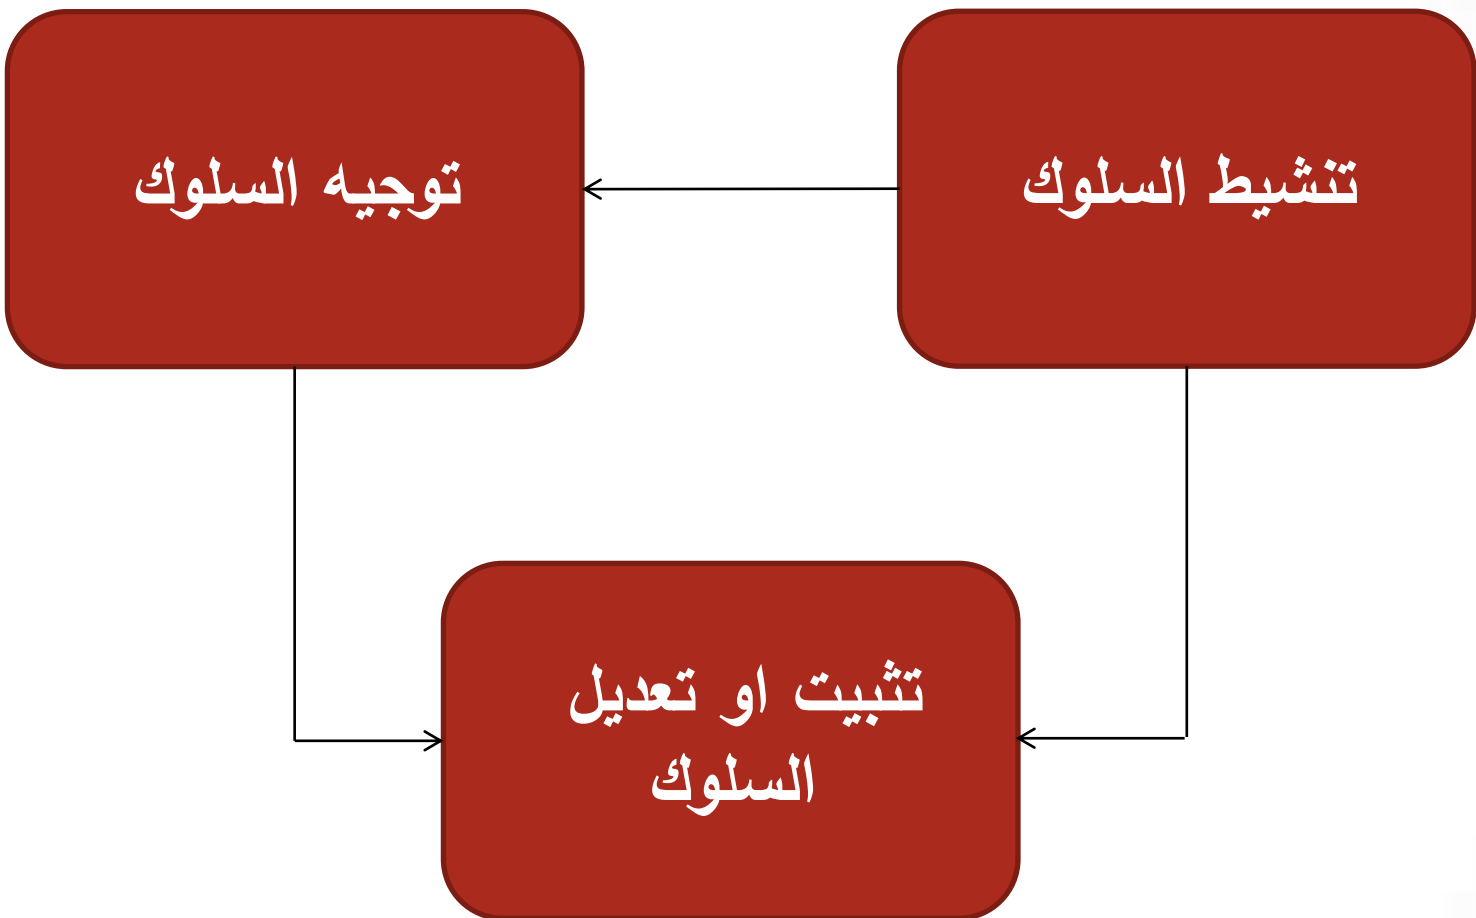 تنشيط السلوك
توجيه السلوك
تثبيت او تعديل
السلوك